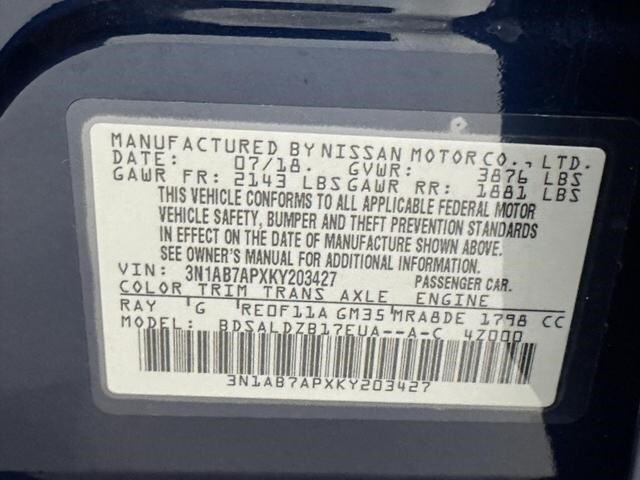 MANUFACTURED BY NISSAN MOTOR CO., LTD.
DATE: 07/18. GVWR: 3876 LBS
GAWR FR: 2143 LBS GAWR RR: 1881 LBS
THIS VEHICLE CONFORMS TO ALL APPLICABLE FEDERAL MOTOR
VEHICLE SAFETY, BUMPER AND THEFT PREVENTION STANDARDS
IN EFFECT ON THE DATE OF MANUFACTURE SHOWN ABOVE.
SEE OWNER'S MANUAL FOR ADDITIONAL INFORMATION.
VIN: 3N1AB7APXKY203427 PASSENGER CAR.
COLOR TRIM TRANS AXLE ENGINE
RAY G RE0F11A GM35 MRA8DE 1798 CC
MODEL: BDSALDZB17EUA--A-C 4Z000
3N1AB7APXKY203427